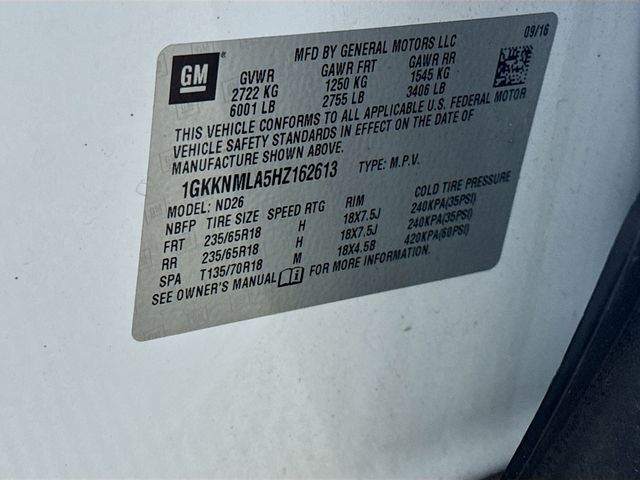 09/16
MFD BY GENERAL MOTORS LLC
GM
GVWR GAWR FRT GAWR RR
2722 KG 1250 KG 1545 KG
6001 LB 2755 LB 3406 LB
THIS VEHICLE CONFORMS TO ALL APPLICABLE U.S. FEDERAL MOTOR
VEHICLE SAFETY STANDARDS IN EFFECT ON THE DATE OF
MANUFACTURE SHOWN ABOVE.
1GKKNMLA5HZ162613 TYPE: M.P.V.
MODEL: ND26
NBFP TIRE SIZE SPEED RTG RIM COLD TIRE PRESSURE
FRT 235/65R18 H 18X7.5J 240KPA(35PSI)
RR 235/65R18 H 18X7.5J 240KPA(35PSI)
SPA T135/70R18 M 18X4.5B 420KPA(60PSI)
SEE OWNER'S MANUAL FOR MORE INFORMATION.